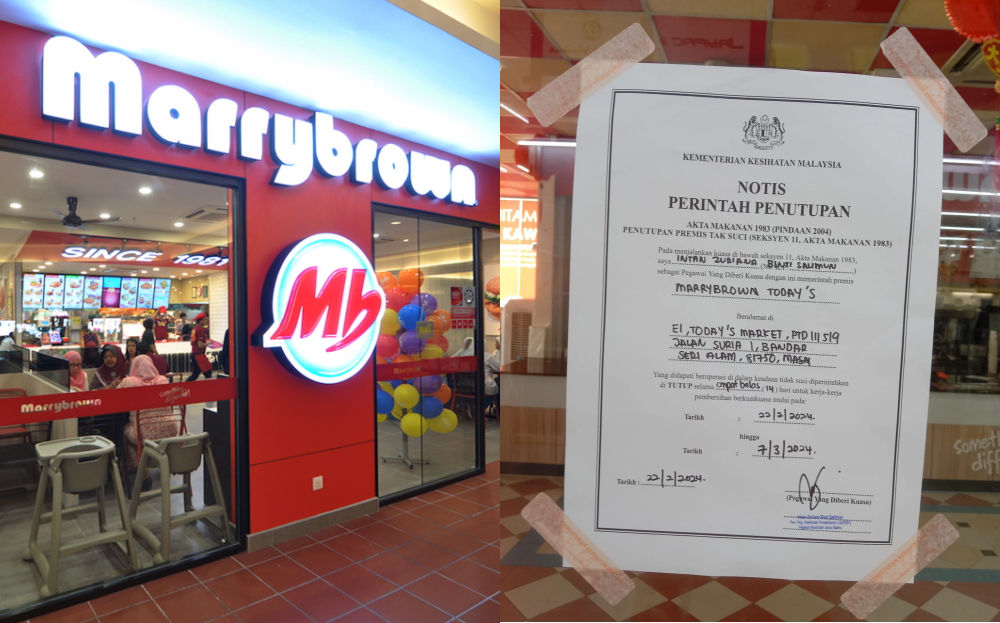 marrybrown
SINCE 1981
Mb
Marrybrown
KEMENTERIAN KESIHATAN MALAYSIA
NOTIS
PERINTAH PENUTUPAN
AKTA MAKANAN 1983 (PINDAAN 2004)
PENUTUPAN PREMIS TAK SUCI (SEKSYEN 11, AKTA MAKANAN 1983)
Pada menjalankan kuasa di bawah seksyen 11, Akta Makanan 1983,
saya INTAN ZURIANA BINTI SALIMUN
sebagai Pegawai Yang Diberi Kuasa dengan ini memerintah premis
MARRYBROWN TODAY'S
Beralamat di
E1, TODAY'S MARKET, PTD 111519
JALAN SURIA 1, BANDAR
SERI ALAM, 81750, MASAI
Yang didapati beroperasi di dalam keadaan tidak suci diperintahkan
di TUTUP selama empat belas (14) hari untuk kerja-kerja
pembersihan berkuatkuasa mulai pada:
Tarikh : 22/2/2024.
hingga
Tarikh : 7/3/2024.
Tarikh : 22/2/2024.
(Pegawai Yang Diberi Kuasa)